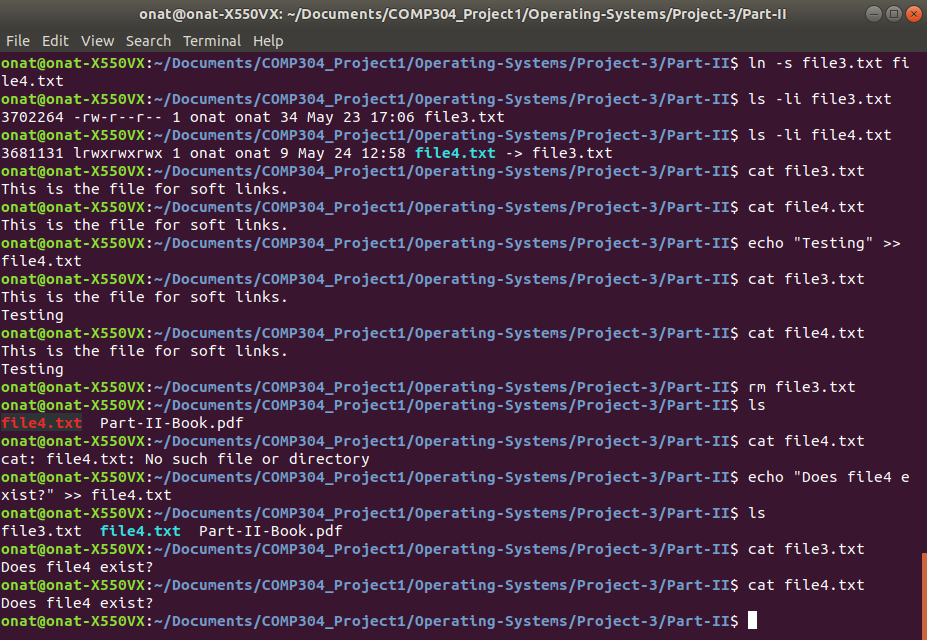 onat@onat-X550VX: ~/Documents/COMP304_Project1/Operating-Systems/Project-3/Part-II
File Edit View Search Terminal Help
onat@onat-X550VX:~/Documents/COMP304_Project1/Operating-Systems/Project-3/Part-II$ ln -s file3.txt fi
le4.txt
onat@onat-X550VX:~/Documents/COMP304_Project1/Operating-Systems/Project-3/Part-II$ ls -li file3.txt
3702264 -rw-r--r-- 1 onat onat 34 May 23 17:06 file3.txt
onat@onat-X550VX:~/Documents/COMP304_Project1/Operating-Systems/Project-3/Part-II$ ls -li file4.txt
3681131 lrwxrwxrwx 1 onat onat 9 May 24 12:58 file4.txt -> file3.txt
onat@onat-X550VX:~/Documents/COMP304_Project1/Operating-Systems/Project-3/Part-II$ cat file3.txt
This is the file for soft links.
onat@onat-X550VX:~/Documents/COMP304_Project1/Operating-Systems/Project-3/Part-II$ cat file4.txt
This is the file for soft links.
onat@onat-X550VX:~/Documents/COMP304_Project1/Operating-Systems/Project-3/Part-II$ echo "Testing" >>
file4.txt
onat@onat-X550VX:~/Documents/COMP304_Project1/Operating-Systems/Project-3/Part-II$ cat file3.txt
This is the file for soft links.
Testing
onat@onat-X550VX:~/Documents/COMP304_Project1/Operating-Systems/Project-3/Part-II$ cat file4.txt
This is the file for soft links.
Testing
onat@onat-X550VX:~/Documents/COMP304_Project1/Operating-Systems/Project-3/Part-II$ rm file3.txt
onat@onat-X550VX:~/Documents/COMP304_Project1/Operating-Systems/Project-3/Part-II$ ls
file4.txt  Part-II-Book.pdf
onat@onat-X550VX:~/Documents/COMP304_Project1/Operating-Systems/Project-3/Part-II$ cat file4.txt
cat: file4.txt: No such file or directory
onat@onat-X550VX:~/Documents/COMP304_Project1/Operating-Systems/Project-3/Part-II$ echo "Does file4 e
xist?" >> file4.txt
onat@onat-X550VX:~/Documents/COMP304_Project1/Operating-Systems/Project-3/Part-II$ ls
file3.txt  file4.txt  Part-II-Book.pdf
onat@onat-X550VX:~/Documents/COMP304_Project1/Operating-Systems/Project-3/Part-II$ cat file3.txt
Does file4 exist?
onat@onat-X550VX:~/Documents/COMP304_Project1/Operating-Systems/Project-3/Part-II$ cat file4.txt
Does file4 exist?
onat@onat-X550VX:~/Documents/COMP304_Project1/Operating-Systems/Project-3/Part-II$